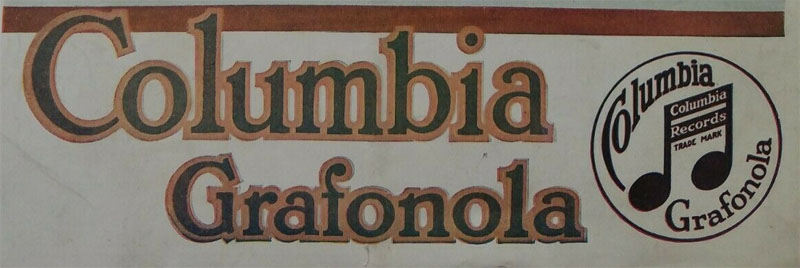 Columbia
Grafonola
Columbia
Columbia
Records
TRADE MARK
Grafonola